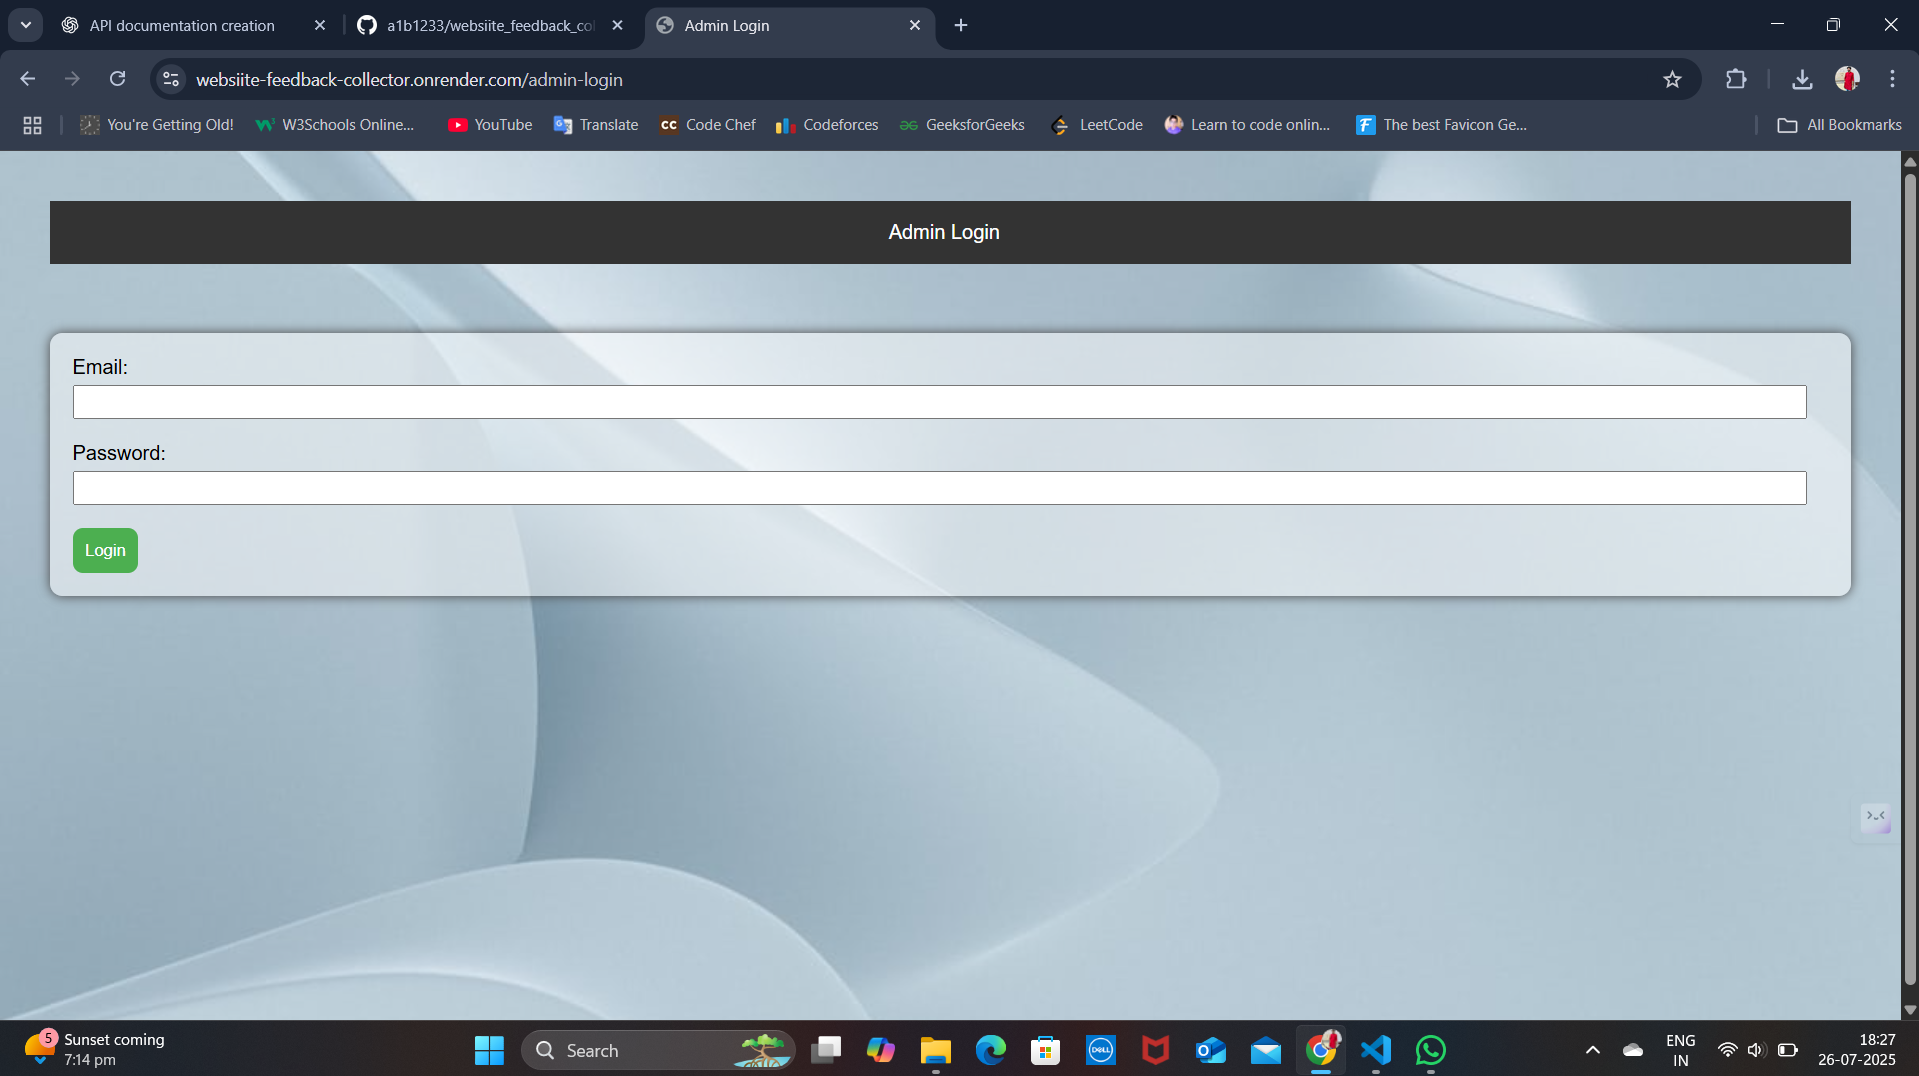 API documentation creation
a1b1233/websiite_feedback_co
Admin Login
websiite-feedback-collector.onrender.com/admin-login
You're Getting Old!
W3Schools Online...
YouTube
Translate
CC
Code Chef
Codeforces
GeeksforGeeks
LeetCode
Learn to code onlin...
F
The best Favicon Ge...
All Bookmarks
Admin Login
Email:
Password:
Login
5
Sunset coming
7:14 pm
Search
DELL
ENG
IN
18:27
26-07-2025